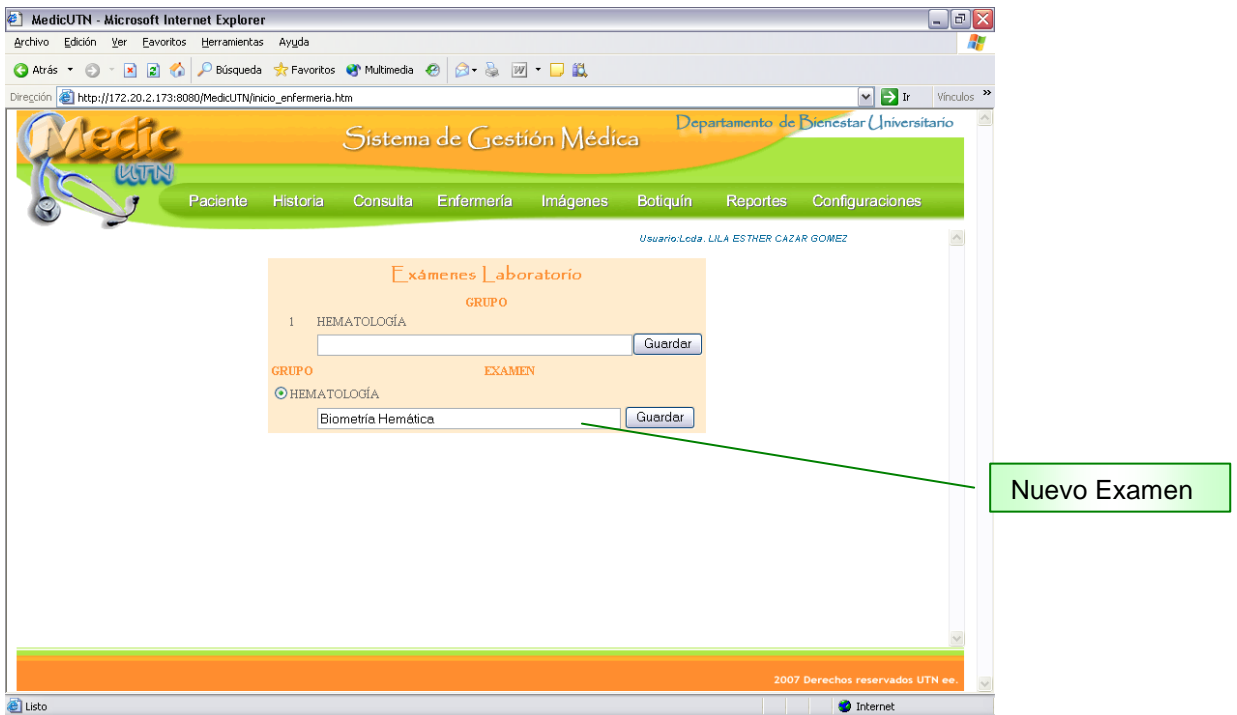 MedicUTN - Microsoft Internet Explorer
Archivo Edición Ver Favoritos Herramientas Ayuda
Atrás Búsqueda Favoritos Multimedia
Dirección http://172.20.2.173:8080/MedicUTN/inicio_enfermeria.htm Ir Vínculos »
Medic
UTN
Sistema de Gestión Médica
Departamento de Bienestar Universitario
Paciente Historia Consulta Enfermería Imágenes Botiquín Reportes Configuraciones
Usuario:Lcda. LILA ESTHER CAZAR GOMEZ
Exámenes Laboratorio
GRUPO
1 HEMATOLOGÍA
Guardar
GRUPO EXAMEN
HEMATOLOGÍA
Biometría Hemática Guardar
Nuevo Examen
2007 Derechos reservados UTN ee.
Listo Internet